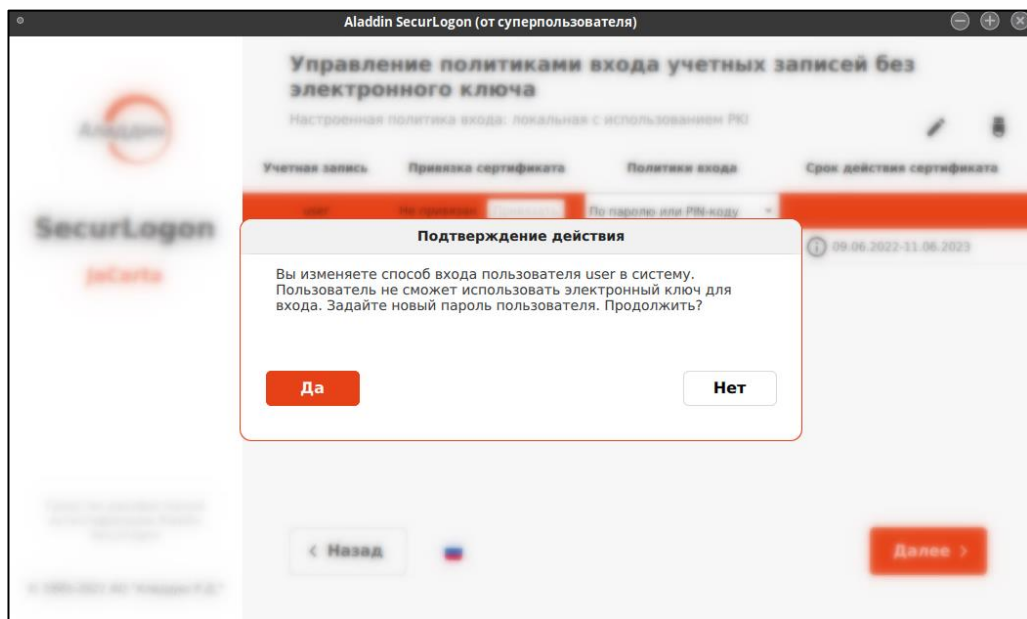 Aladdin SecurLogon (от суперпользователя)
Управление политиками входа учетных записей без
электронного ключа
Настроенная политика входа: локальная с использованием PKI
Аладдин
Учетная запись Привязка сертификата Политики входа Срок действия сертификата
user Не привязан По паролю или PIN-коду
SecurLogon
JaCarta
09.06.2022-11.06.2023
Подтверждение действия
Вы изменяете способ входа пользователя user в систему.
Пользователь не сможет использовать электронный ключ для
входа. Задайте новый пароль пользователя. Продолжить?
Да Нет
< Назад
Далее >